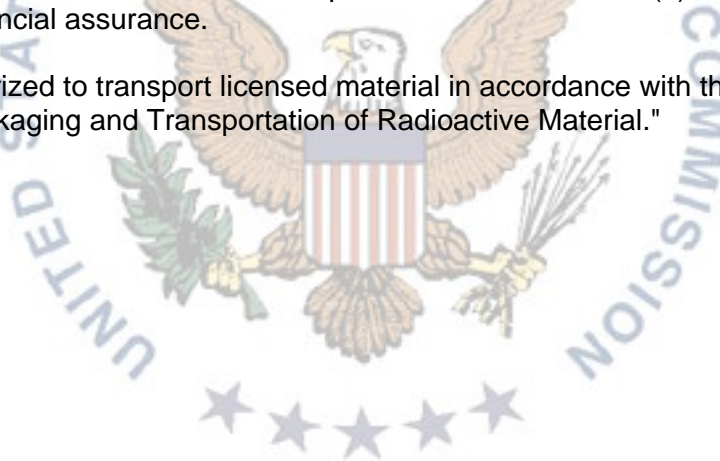 ncial assurance.
rized to transport licensed material in accordance with th
kaging and Transportation of Radioactive Material."
UNITED STA
COMMISSION